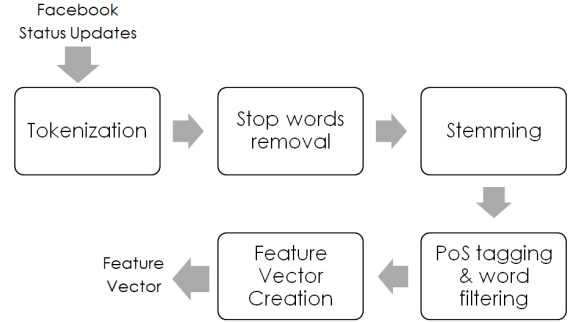 Facebook
Status Updates
Tokenization
Stop words
removal
Stemming
PoS tagging
& word
filtering
Feature
Vector
Creation
Feature
Vector